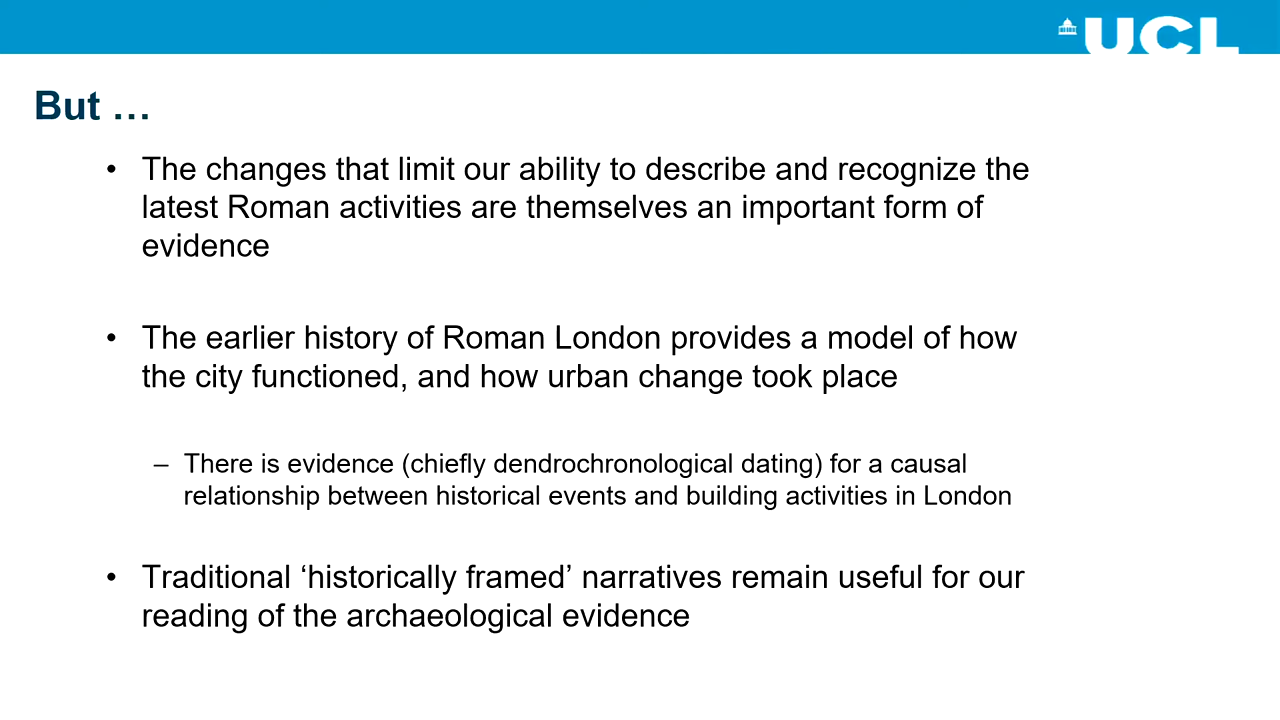 UCL
But …
• The changes that limit our ability to describe and recognize the
latest Roman activities are themselves an important form of
evidence
• The earlier history of Roman London provides a model of how
the city functioned, and how urban change took place
– There is evidence (chiefly dendrochronological dating) for a causal
relationship between historical events and building activities in London
• Traditional ‘historically framed’ narratives remain useful for our
reading of the archaeological evidence